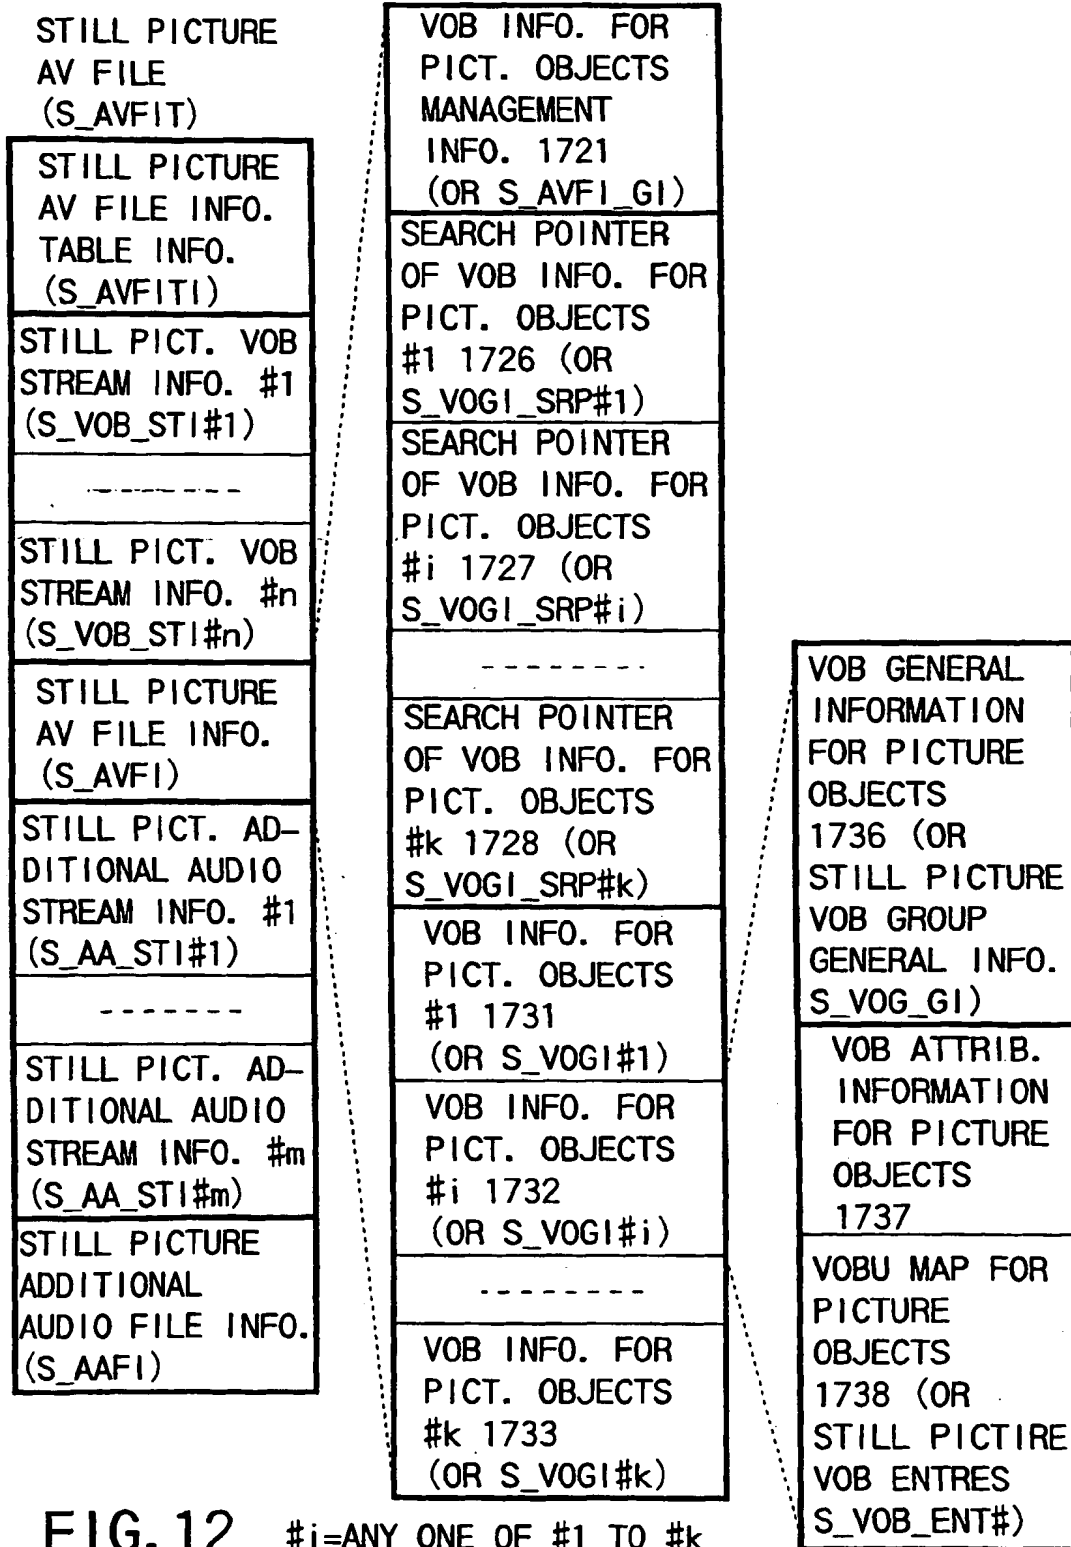 STILL PICTURE
AV FILE
(S_AVFIT)
STILL PICTURE
AV FILE INFO.
TABLE INFO.
(S_AVFITI)
STILL PICT. VOB
STREAM INFO. #1
(S_VOB_STI#1)
STILL PICT. VOB
STREAM INFO. #n
(S_VOB_STI#n)
STILL PICTURE
AV FILE INFO.
(S_AVFI)
STILL PICT. AD-
DITIONAL AUDIO
STREAM INFO. #1
(S_AA_STI#1)
STILL PICT. AD-
DITIONAL AUDIO
STREAM INFO. #m
(S_AA_STI#m)
STILL PICTURE
ADDITIONAL
AUDIO FILE INFO.
(S_AAFI)
VOB INFO. FOR
PICT. OBJECTS
MANAGEMENT
INFO. 1721
(OR S_AVFI_GI)
SEARCH POINTER
OF VOB INFO. FOR
PICT. OBJECTS
#1 1726 (OR
S_VOGI_SRP#1)
SEARCH POINTER
OF VOB INFO. FOR
PICT. OBJECTS
#i 1727 (OR
S_VOGI_SRP#i)
SEARCH POINTER
OF VOB INFO. FOR
PICT. OBJECTS
#k 1728 (OR
S_VOGI_SRP#k)
VOB INFO. FOR
PICT. OBJECTS
#1 1731
(OR S_VOGI#1)
VOB INFO. FOR
PICT. OBJECTS
#i 1732
(OR S_VOGI#i)
VOB INFO. FOR
PICT. OBJECTS
#k 1733
(OR S_VOGI#k)
VOB GENERAL
INFORMATION
FOR PICTURE
OBJECTS
1736 (OR
STILL PICTURE
VOB GROUP
GENERAL INFO.
S_VOG_GI)
VOB ATTRIB.
INFORMATION
FOR PICTURE
OBJECTS
1737
VOBU MAP FOR
PICTURE
OBJECTS
1738 (OR
STILL PICTIRE
VOB ENTRES
S_VOB_ENT#)
FIG. 12 #i=ANY ONE OF #1 TO #k